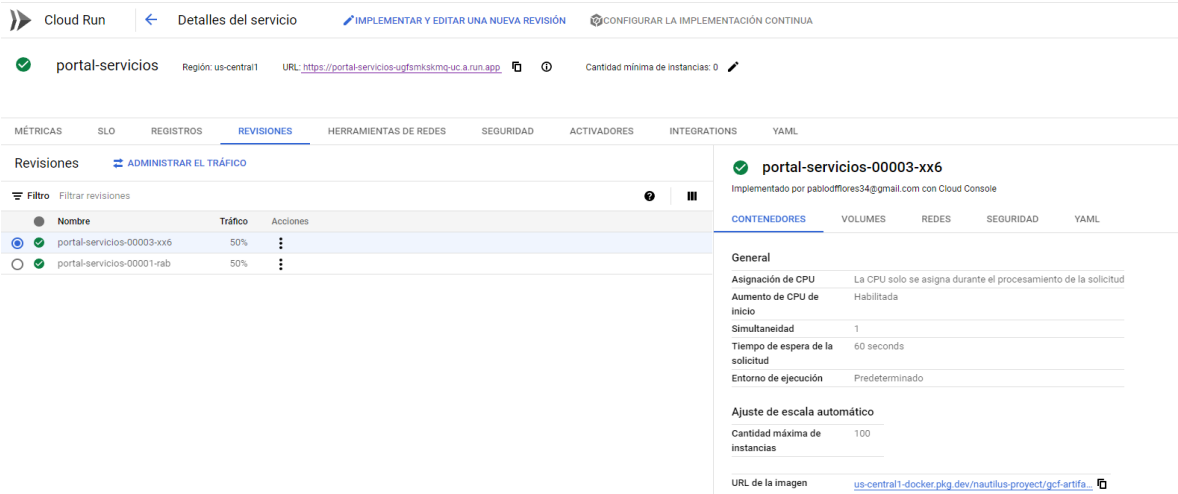 Cloud Run
Detalles del servicio
IMPLEMENTAR Y EDITAR UNA NUEVA REVISIÓN
CONFIGURAR LA IMPLEMENTACIÓN CONTINUA
portal-servicios
Región: us-central1
URL: https://portal-servicios-ugfsmkskmq-uc.a.run.app
Cantidad mínima de instancias: 0
MÉTRICAS
SLO
REGISTROS
REVISIONES
HERRAMIENTAS DE REDES
SEGURIDAD
ACTIVADORES
INTEGRATIONS
YAML
Revisiones
ADMINISTRAR EL TRÁFICO
Filtro Filtrar revisiones
Nombre Tráfico Acciones
portal-servicios-00003-xx6 50%
portal-servicios-00001-rab 50%
portal-servicios-00003-xx6
Implementado por pablodfflores34@gmail.com con Cloud Console
CONTENEDORES
VOLUMES
REDES
SEGURIDAD
YAML
General
Asignación de CPU La CPU solo se asigna durante el procesamiento de la solicitud
Aumento de CPU de Habilitada
inicio
Simultaneidad 1
Tiempo de espera de la 60 seconds
solicitud
Entorno de ejecución Predeterminado
Ajuste de escala automático
Cantidad máxima de 100
instancias
URL de la imagen us-central1-docker.pkg.dev/nautilus-proyect/gcf-artifa...